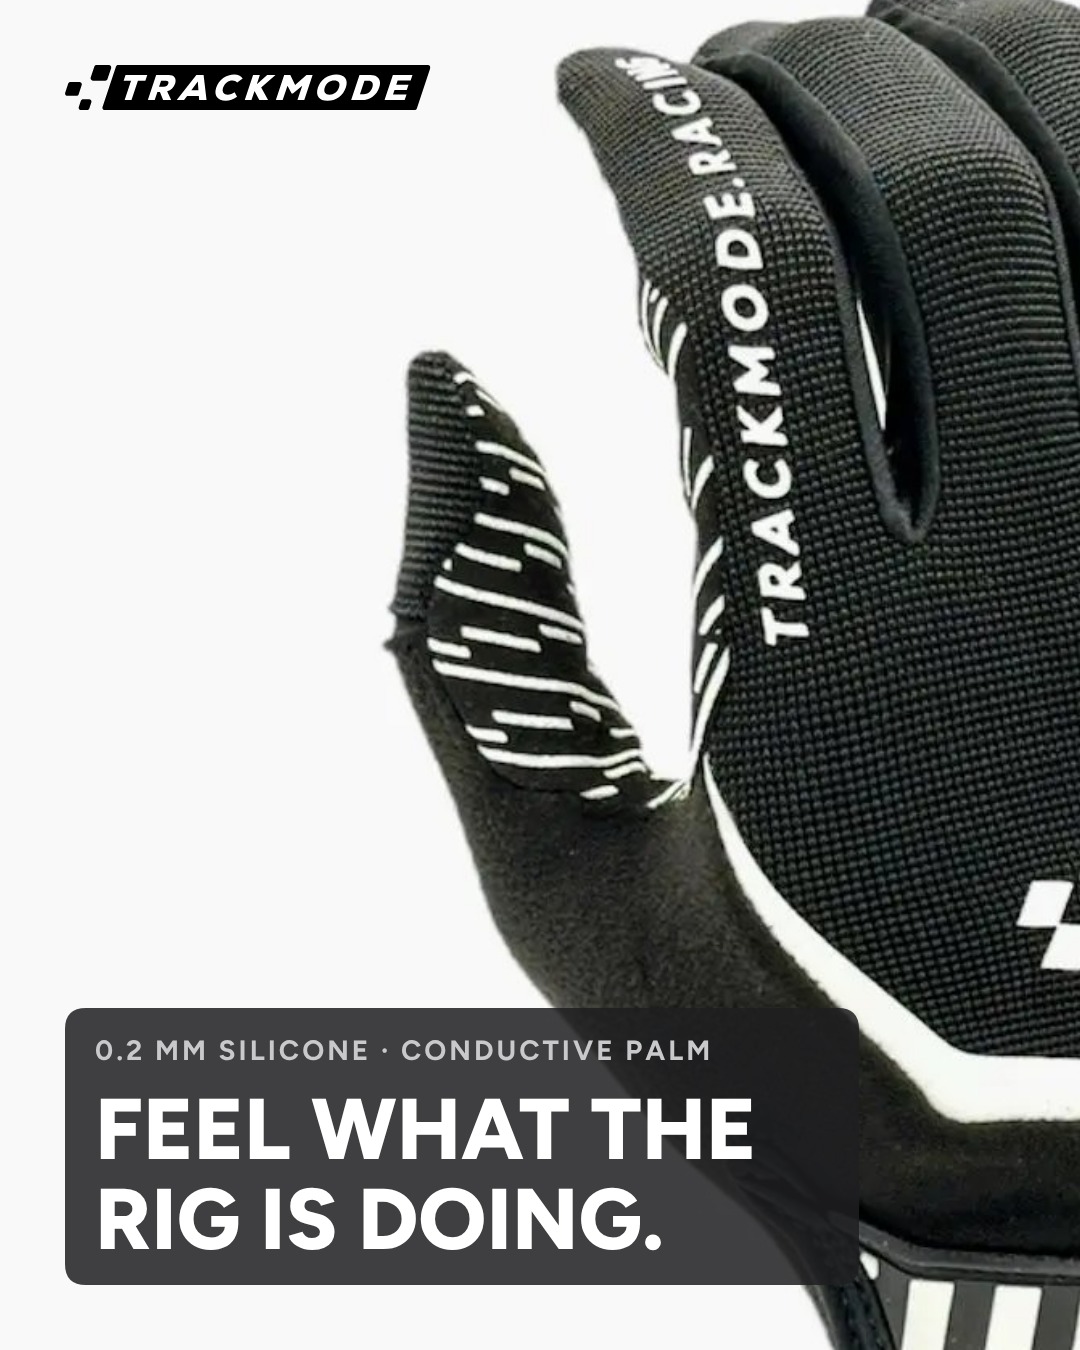 TRACKMODE
TRACKMODE.RACING
0.2 MM SILICONE · CONDUCTIVE PALM
FEEL WHAT THE
RIG IS DOING.